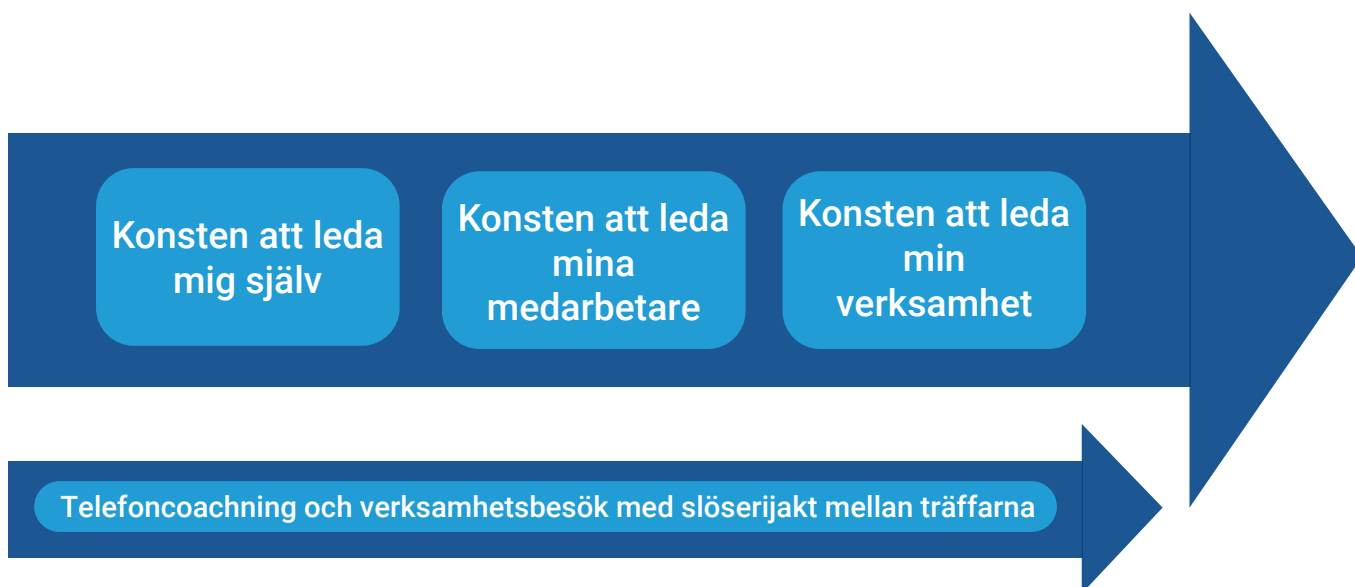 Konsten att leda
mig själv
Konsten att leda
mina
medarbetare
Konsten att leda
min
verksamhet
Telefoncoachning och verksamhetsbesök med slöserijakt mellan träffarna